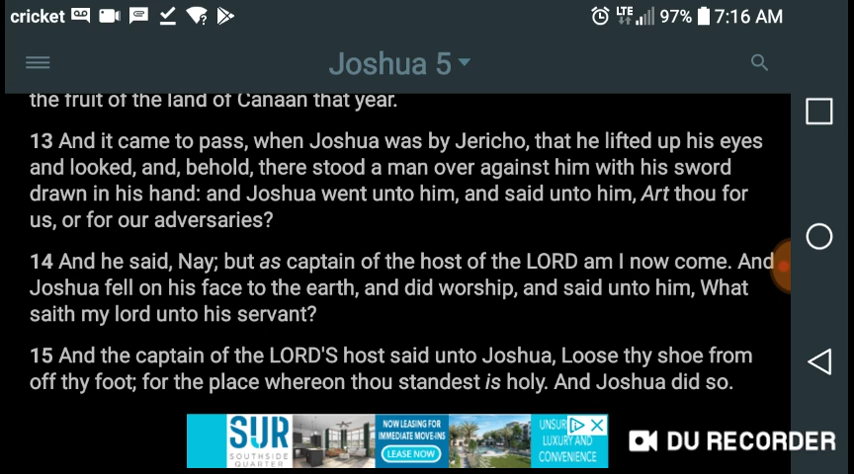 cricket LTE 97% 7:16 AM
Joshua 5
the fruit of the land of Canaan that year.
13 And it came to pass, when Joshua was by Jericho, that he lifted up his eyes
and looked, and, behold, there stood a man over against him with his sword
drawn in his hand: and Joshua went unto him, and said unto him, Art thou for
us, or for our adversaries?
14 And he said, Nay; but as captain of the host of the LORD am I now come. And
Joshua fell on his face to the earth, and did worship, and said unto him, What
saith my lord unto his servant?
15 And the captain of the LORD'S host said unto Joshua, Loose thy shoe from
off thy foot; for the place whereon thou standest is holy. And Joshua did so.
SUR
SOUTHSIDE
QUARTER
NOW LEASING FOR
IMMEDIATE MOVE-INS
LEASE NOW
LUXURY AND
CONVENIENCE
DU RECORDER